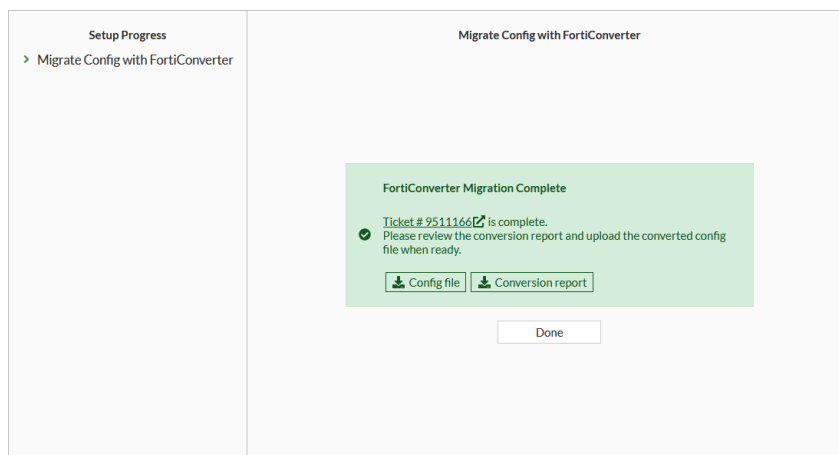 Setup Progress
Migrate Config with FortiConverter
Migrate Config with FortiConverter
FortiConverter Migration Complete
Ticket # 9511166 is complete.
Please review the conversion report and upload the converted config
file when ready.
Config file
Conversion report
Done